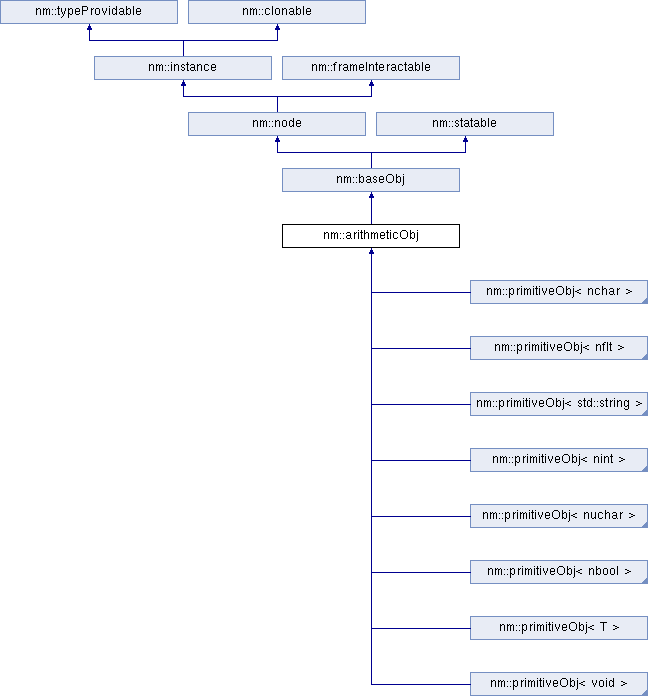 nm::typeProvidable
nm::clonable
nm::instance
nm::frameInteractable
nm::node
nm::statable
nm::baseObj
nm::arithmeticObj
nm::primitiveObj< nchar >
nm::primitiveObj< nflt >
nm::primitiveObj< std::string >
nm::primitiveObj< nint >
nm::primitiveObj< nuchar >
nm::primitiveObj< nbool >
nm::primitiveObj< T >
nm::primitiveObj< void >